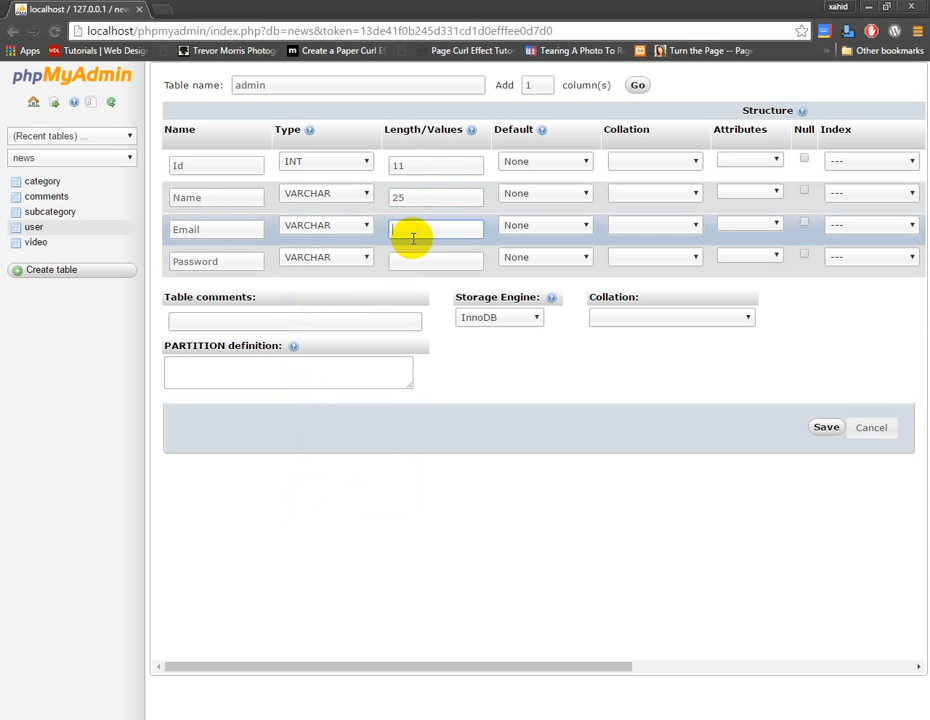 localhost / 127.0.0.1 / new
xahid
localhost/phpmyadmin/index.php?db=news&token=13de41f0b245d331cd1d0efffee0d7d0
Apps
Tutorials | Web Desig
Trevor Morris Photog
Create a Paper Curl Ef
Page Curl Effect Tutor
Tearing A Photo To R
Turn the Page — Page
»
Other bookmarks
phpMyAdmin
Table name: admin Add 1 column(s) Go
Structure
Name Type Length/Values Default Collation Attributes Null Index
(Recent tables) ...
news
category
comments
subcategory
user
video
Create table
Id INT 11 None ---
Name VARCHAR 25 None ---
Email VARCHAR None ---
Password VARCHAR None ---
Table comments: Storage Engine: Collation:
InnoDB
PARTITION definition:
Save Cancel